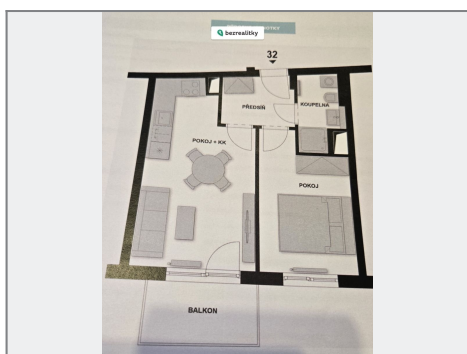 bezrealitky
32
PŘEDSÍŇ
KOUPELNA
POKOJ + KK
POKOJ
BALKON